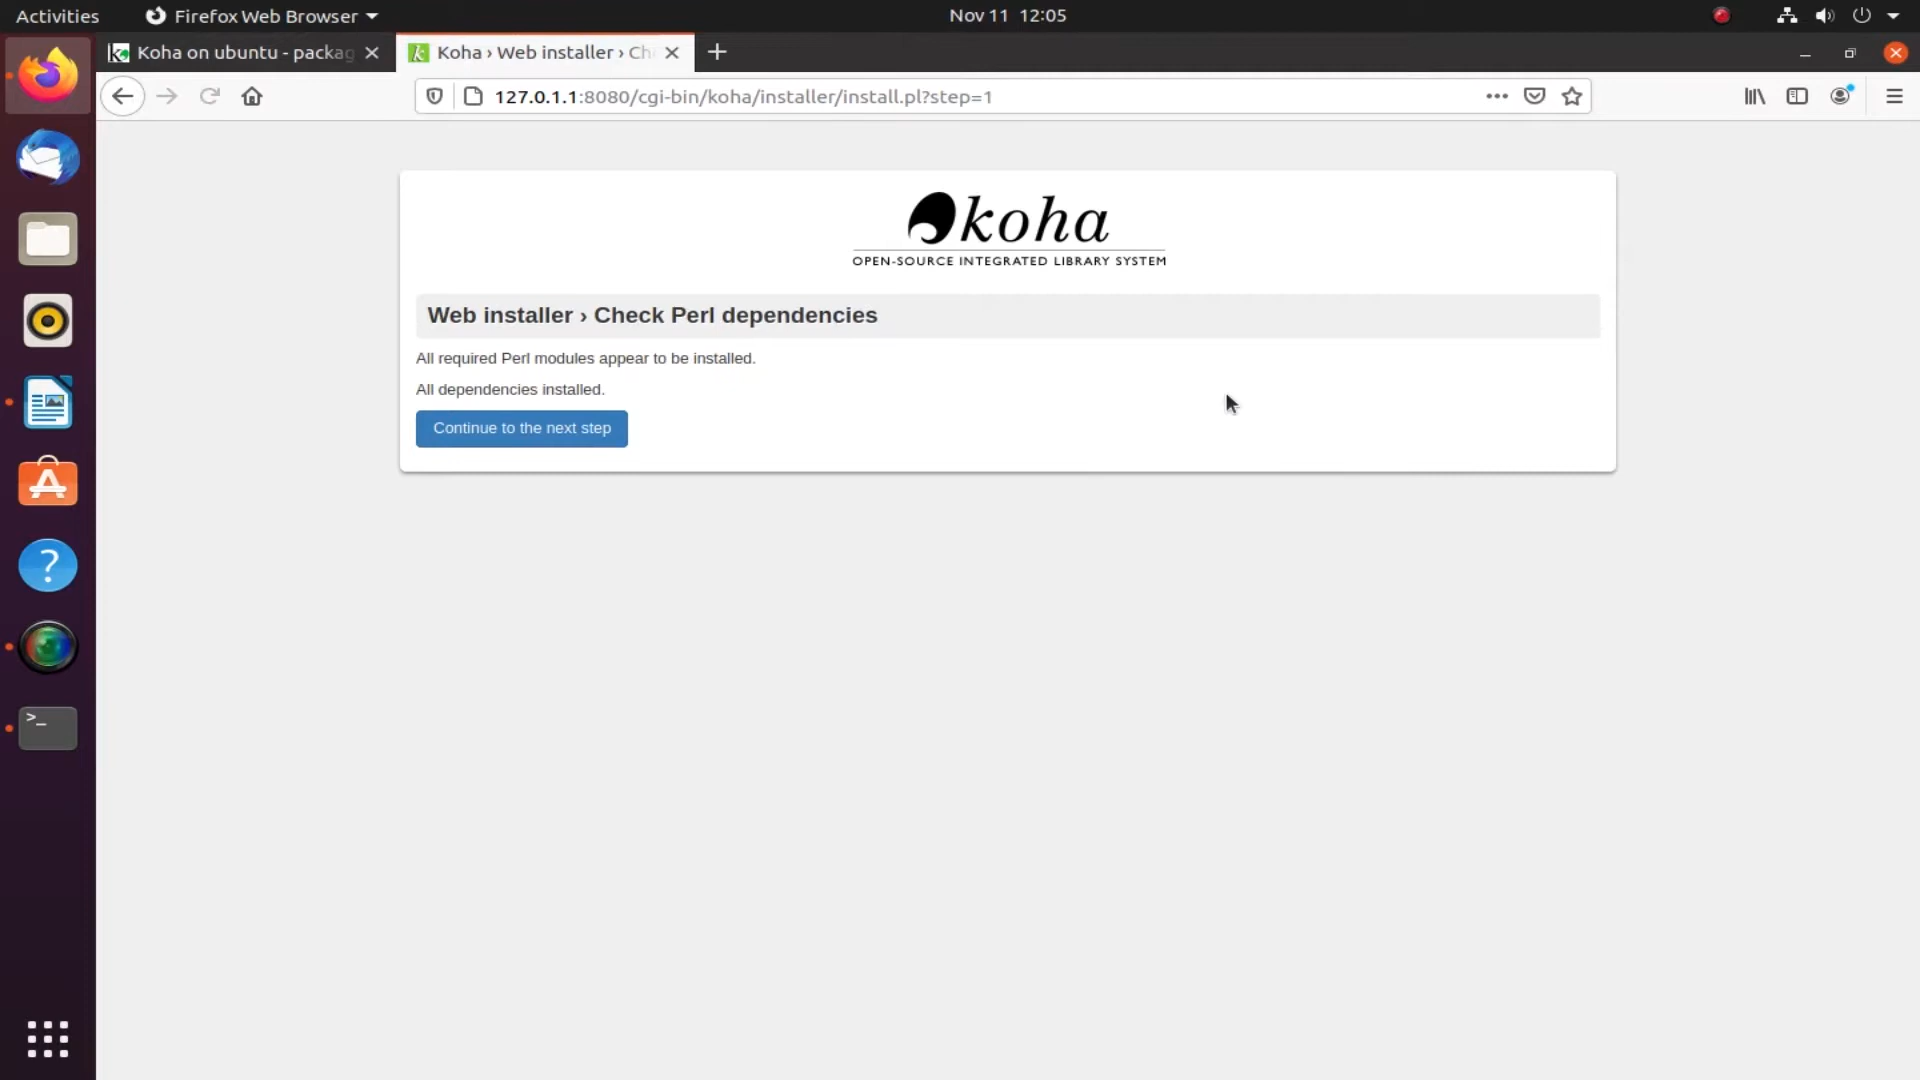 Activities
Firefox Web Browser
Nov 11 12:05
Koha on ubuntu - packag
Koha › Web installer › Ch
127.0.1.1:8080/cgi-bin/koha/installer/install.pl?step=1
koha
OPEN-SOURCE INTEGRATED LIBRARY SYSTEM
Web installer › Check Perl dependencies
All required Perl modules appear to be installed.
All dependencies installed.
Continue to the next step